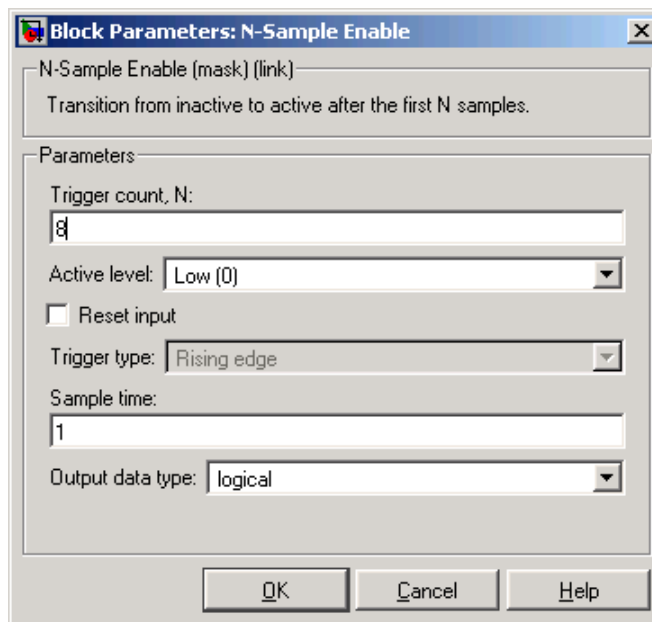 Block Parameters: N-Sample Enable
N-Sample Enable (mask) (link)
Transition from inactive to active after the first N samples.
Parameters
Trigger count, N:
8
Active level: Low (0)
Reset input
Trigger type: Rising edge
Sample time:
1
Output data type: logical
OK Cancel Help